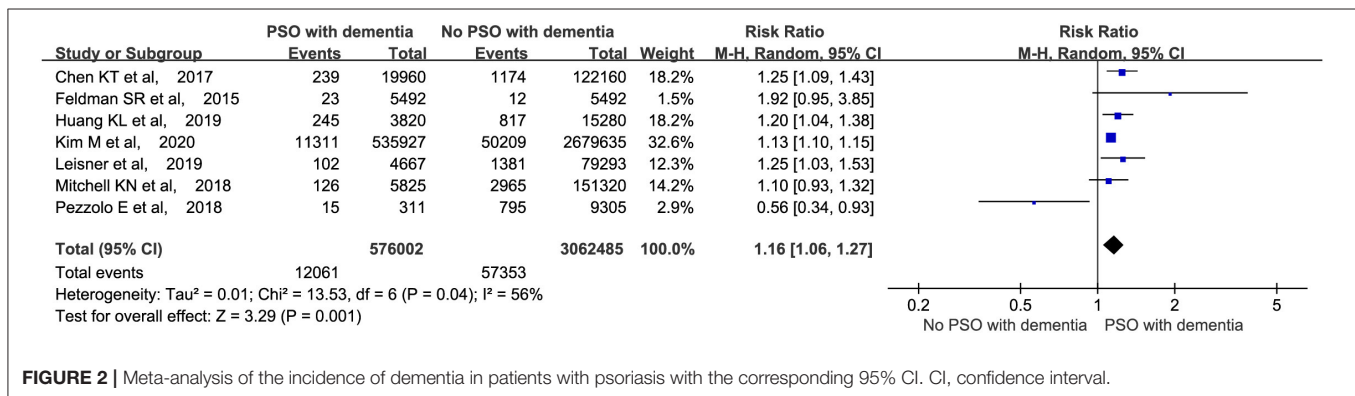 PSO with dementia No PSO with dementia Risk Ratio Risk Ratio
Study or Subgroup Events Total Events Total Weight M-H, Random, 95% CI M-H, Random, 95% CI
Chen KT et al, 2017 239 19960 1174 122160 18.2% 1.25 [1.09, 1.43]
Feldman SR et al, 2015 23 5492 12 5492 1.5% 1.92 [0.95, 3.85]
Huang KL et al, 2019 245 3820 817 15280 18.2% 1.20 [1.04, 1.38]
Kim M et al, 2020 11311 535927 50209 2679635 32.6% 1.13 [1.10, 1.15]
Leisner et al, 2019 102 4667 1381 79293 12.3% 1.25 [1.03, 1.53]
Mitchell KN et al, 2018 126 5825 2965 151320 14.2% 1.10 [0.93, 1.32]
Pezzolo E et al, 2018 15 311 795 9305 2.9% 0.56 [0.34, 0.93]
Total (95% CI) 576002 3062485 100.0% 1.16 [1.06, 1.27]
Total events 12061 57353
Heterogeneity: Tau² = 0.01; Chi² = 13.53, df = 6 (P = 0.04); I² = 56%
Test for overall effect: Z = 3.29 (P = 0.001)
0.2 0.5 1 2 5
No PSO with dementia PSO with dementia
FIGURE 2 | Meta-analysis of the incidence of dementia in patients with psoriasis with the corresponding 95% CI. CI, confidence interval.